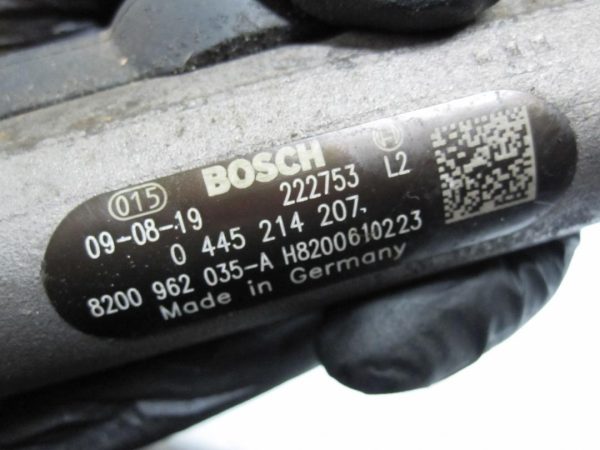 015 BOSCH
09-08-19 222753 L2
0 445 214 207
8200 962 035-A H8200610223
Made in Germany